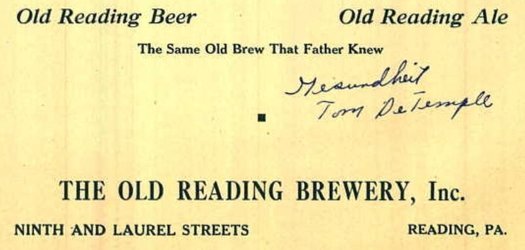 Old Reading Beer Old Reading Ale
The Same Old Brew That Father Knew
Gesundheit
Tom DeTemple
THE OLD READING BREWERY, Inc.
NINTH AND LAUREL STREETS READING, PA.